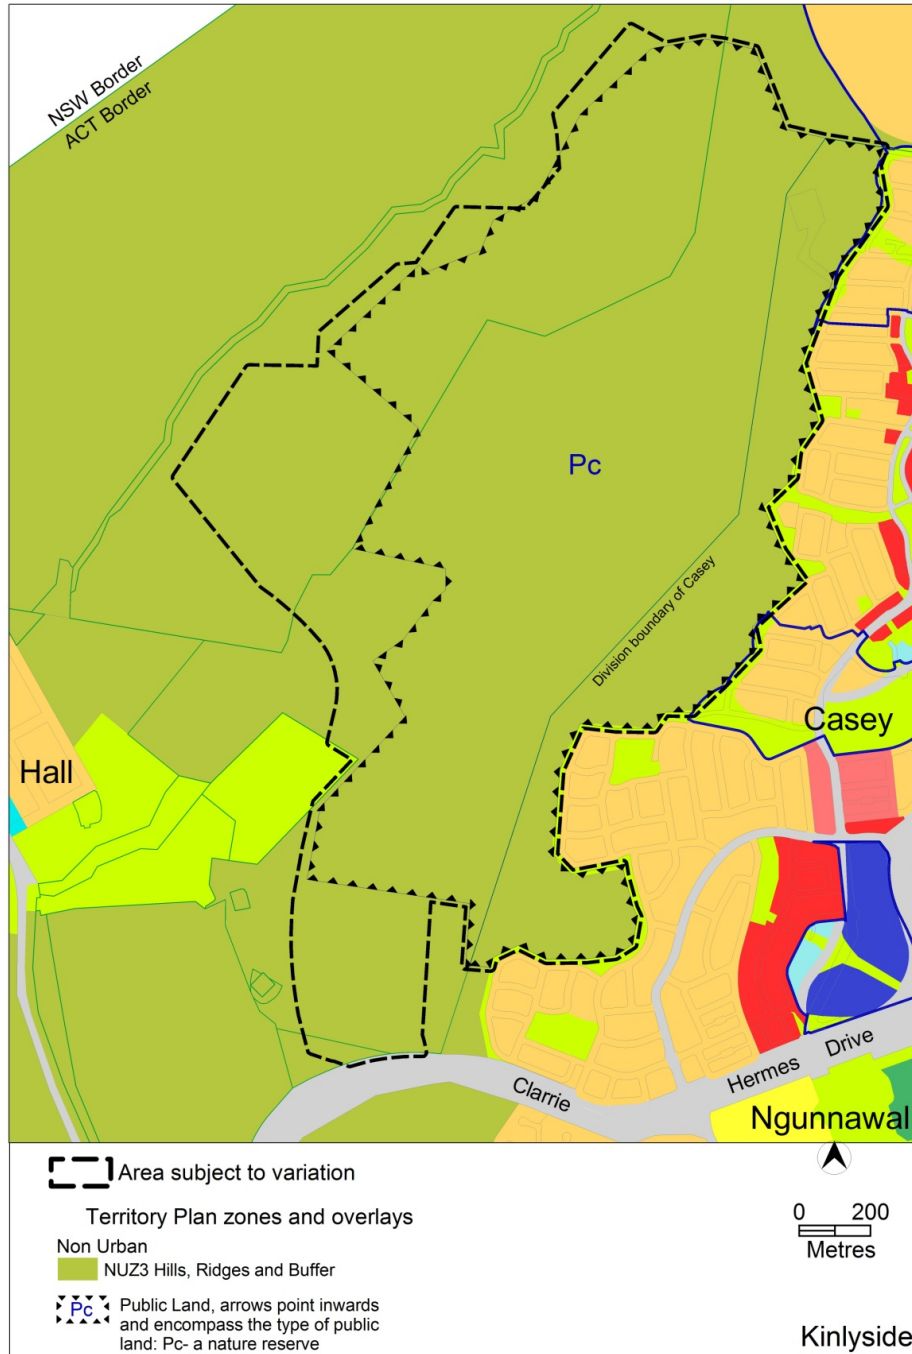 NSW Border
ACT Border
Pc
Division boundary of Casey
Casey
Hall
Clarrie
Hermes
Drive
Ngunnawal
Area subject to variation
Territory Plan zones and overlays
Non Urban
NUZ3 Hills, Ridges and Buffer
Pc
Public Land, arrows point inwards
and encompass the type of public
land: Pc- a nature reserve
0 200
Metres
Kinlyside